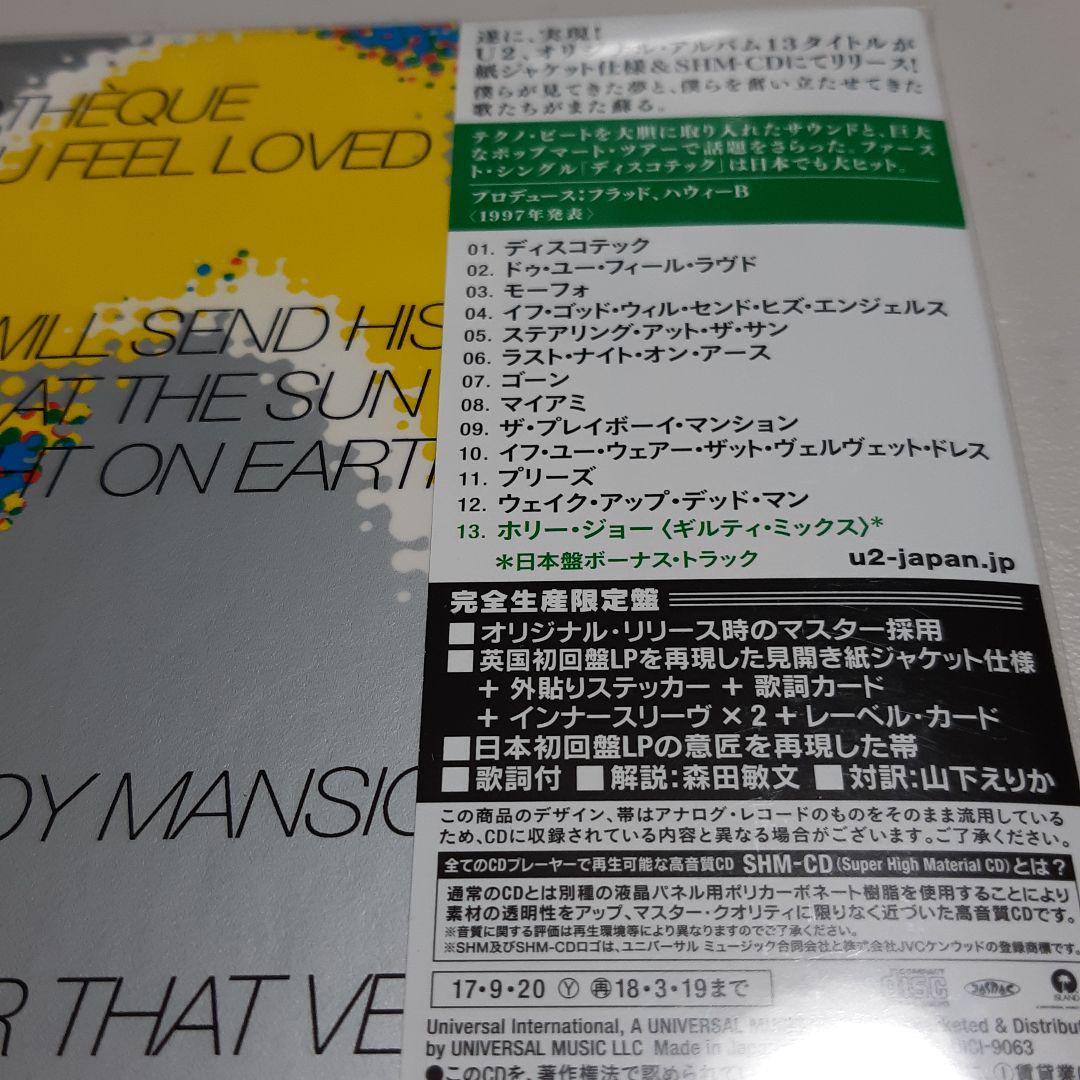 THÈQUE
U FEEL LOVED
WILL SEND HIS
AT THE SUN
HT ON EARTH
OY MANSIO
R THAT VE
遂に、実現！
U2、オリジナル・アルバム13タイトルが
紙ジャケット仕様&SHM-CDにてリリース！
僕らが見てきた夢と、僕らを奮い立たせてきた
歌たちがまた蘇る。
テクノ・ビートを大胆に取り入れたサウンドと、巨大
なポップマート・ツアーで話題をさらった。ファース
ト・シングル「ディスコテック」は日本でも大ヒット。
プロデュース：フラッド、ハウィーB
〈1997年発表〉
01. ディスコテック
02. ドゥ・ユー・フィール・ラヴド
03. モーフォ
04. イフ・ゴッド・ウィル・センド・ヒズ・エンジェルス
05. ステアリング・アット・ザ・サン
06. ラスト・ナイト・オン・アース
07. ゴーン
08. マイアミ
09. ザ・プレイボーイ・マンション
10. イフ・ユー・ウェアー・ザット・ヴェルヴェット・ドレス
11. プリーズ
12. ウェイク・アップ・デッド・マン
13. ホリー・ジョー〈ギルティ・ミックス〉*
*日本盤ボーナス・トラック u2-japan.jp
完全生産限定盤
■オリジナル・リリース時のマスター採用
■英国初回盤LPを再現した見開き紙ジャケット仕様
+ 外貼りステッカー + 歌詞カード
+ インナースリーヴ×2+レーベル・カード
■日本初回盤LPの意匠を再現した帯
■歌詞付 ■解説：森田敏文 ■対訳：山下えりか
この商品のデザイン、帯はアナログ・レコードのものをそのまま流用している
ため、CDに収録されている内容と異なる場合がございます。ご了承ください。
全てのCDプレーヤーで再生可能な高音質CD SHM-CD (Super High Material CD) とは？
通常のCDとは別種の液晶パネル用ポリカーボネート樹脂を使用することにより
素材の透明性をアップ、マスター・クオリティに限りなく近づいた高音質CDです。
※音質に関する評価は再生環境等により異なりますのでご了承ください。
※SHM及びSHM-CDロゴは、ユニバーサル ミュージック合同会社と株式会社JVCケンウッドの登録商標です。
17・9・20 Ⓨ 再18・3・19まで
COMPACT
DISC
JASRAC
ISLAND
Universal International, A UNIVERSAL MU keted & Distribut
by UNIVERSAL MUSIC LLC Made in Japan ICI-9063
●このCDを、著作権法で認められて ①賃貸業